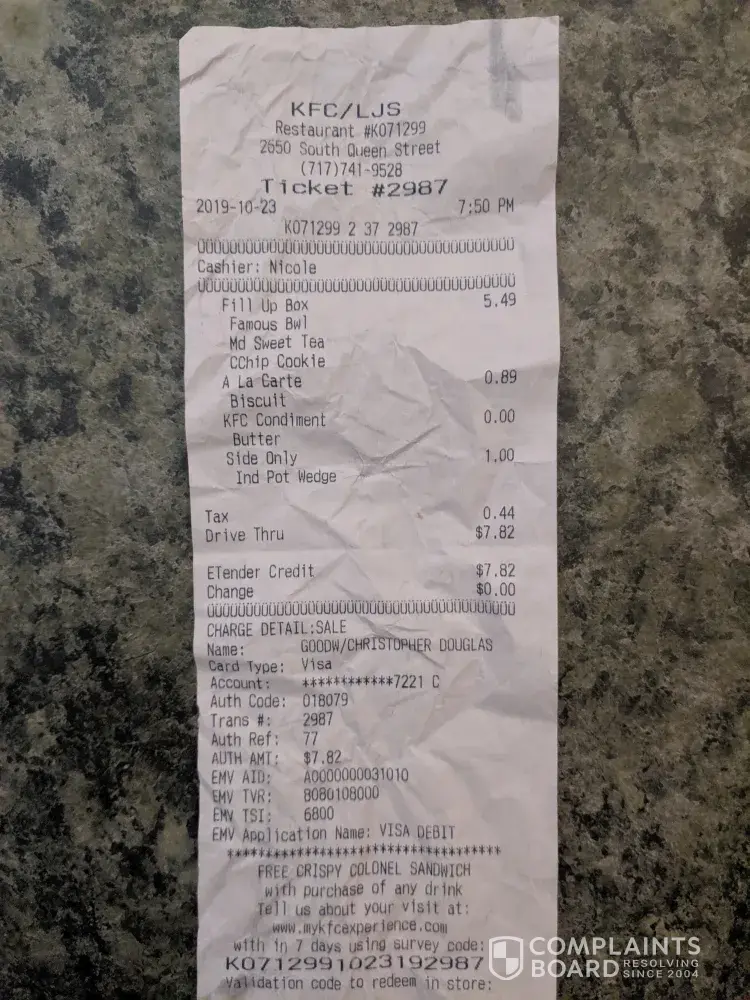 KFC/LJS
Restaurant #K071299
2650 South Queen Street
(717)741-9528
Ticket #2987
2019-10-23 7:50 PM
K071299 2 37 2987
ÜÜÜÜÜÜÜÜÜÜÜÜÜÜÜÜÜÜÜÜÜÜÜÜÜÜÜÜÜÜÜÜÜÜÜÜÜÜÜÜ
Cashier: Nicole
ÜÜÜÜÜÜÜÜÜÜÜÜÜÜÜÜÜÜÜÜÜÜÜÜÜÜÜÜÜÜÜÜÜÜÜÜÜÜÜÜ
Fill Up Box 5.49
Famous Bwl
Md Sweet Tea
CChip Cookie
A La Carte 0.89
Biscuit
KFC Condiment 0.00
Butter
Side Only 1.00
Ind Pot Wedge
Tax 0.44
Drive Thru $7.82
ETender Credit $7.82
Change $0.00
ÜÜÜÜÜÜÜÜÜÜÜÜÜÜÜÜÜÜÜÜÜÜÜÜÜÜÜÜÜÜÜÜÜÜÜÜÜÜÜÜ
CHARGE DETAIL:SALE
Name: GOODW/CHRISTOPHER DOUGLAS
Card Type: Visa
Account: ************7221 C
Auth Code: 018079
Trans #: 2987
Auth Ref: 77
AUTH AMT: $7.82
EMV AID: A0000000031010
EMV TVR: 8080108000
EMV TSI: 6800
EMV Application Name: VISA DEBIT
************************************
FREE CRISPY COLONEL SANDWICH
with purchase of any drink
Tell us about your visit at:
www.mykfcexperience.com
with in 7 days using survey code:
K0712991023192987
Validation code to redeem in store:
COMPLAINTS
BOARD RESOLVING
SINCE 2004